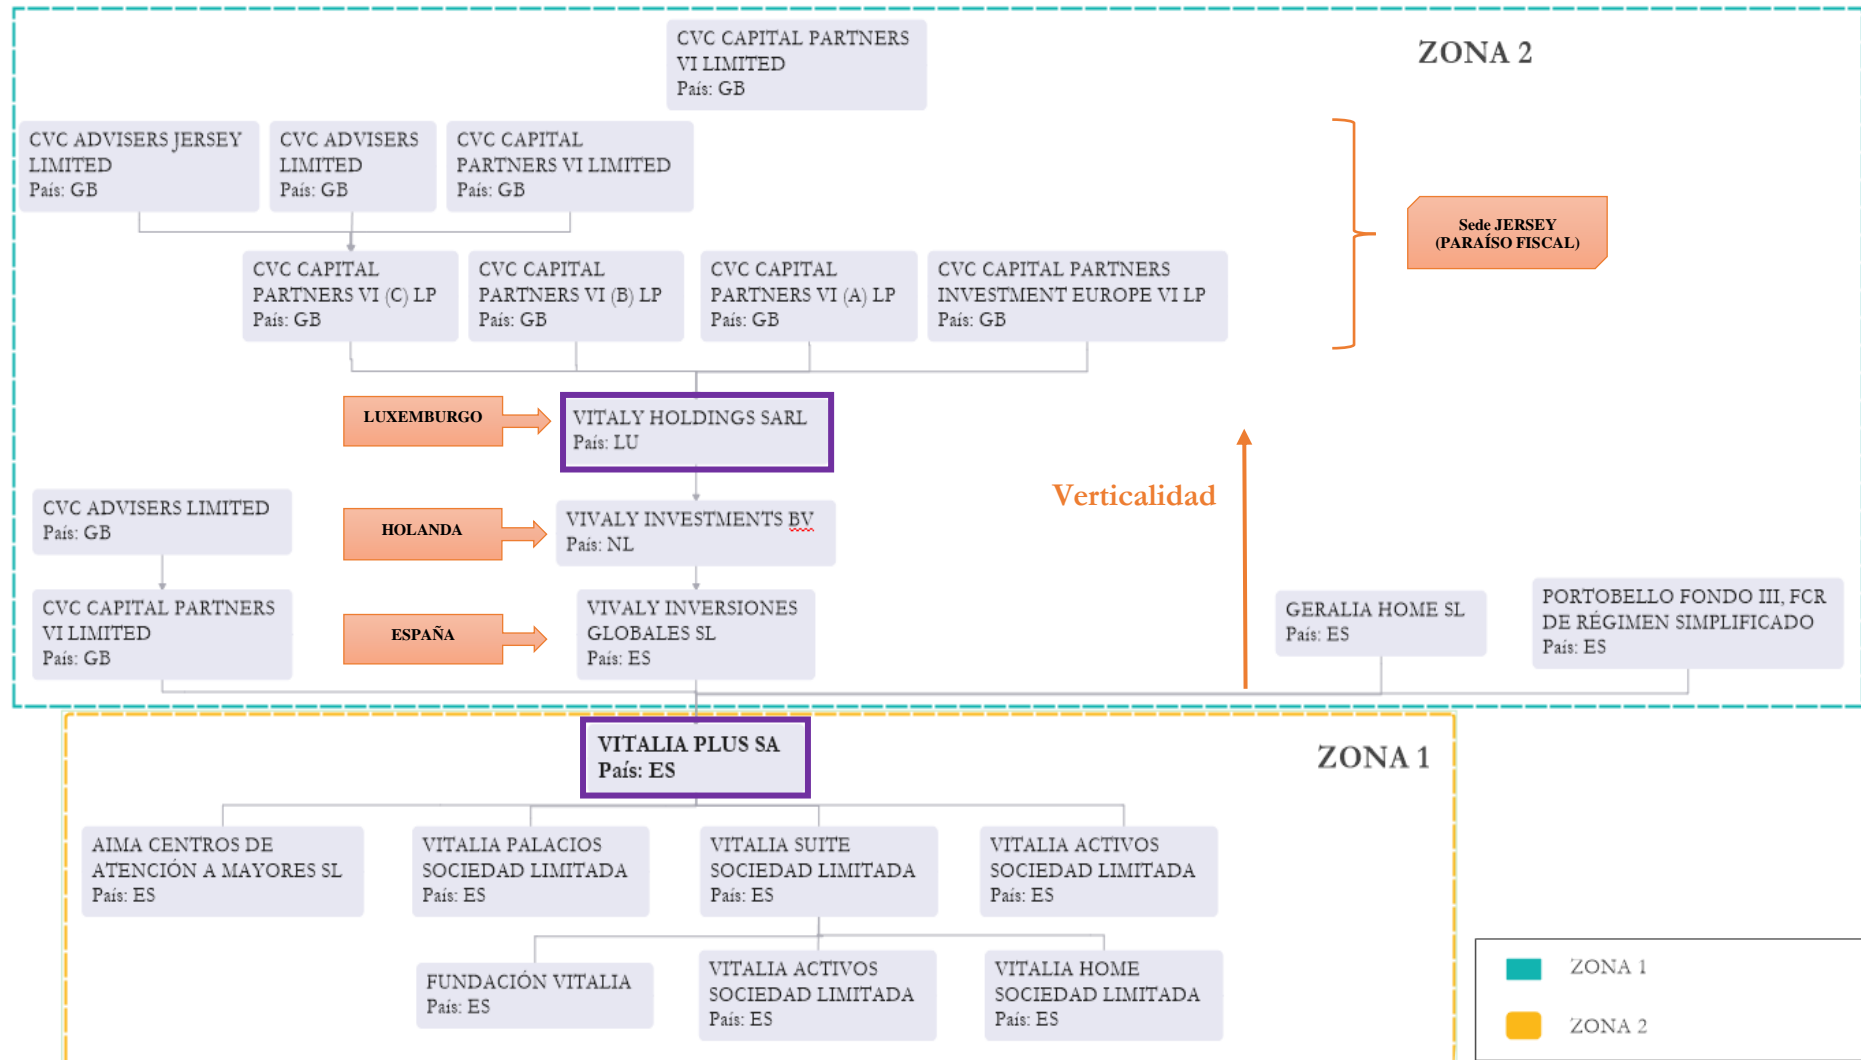 CVC CAPITAL PARTNERS
VI LIMITED
País: GB
ZONA 2
CVC ADVISERS JERSEY
LIMITED
País: GB
CVC ADVISERS
LIMITED
País: GB
CVC CAPITAL
PARTNERS VI LIMITED
País: GB
Sede JERSEY
(PARAÍSO FISCAL)
CVC CAPITAL
PARTNERS VI (C) LP
País: GB
CVC CAPITAL
PARTNERS VI (B) LP
País: GB
CVC CAPITAL
PARTNERS VI (A) LP
País: GB
CVC CAPITAL PARTNERS
INVESTMENT EUROPE VI LP
País: GB
LUXEMBURGO
VITALY HOLDINGS SARL
País: LU
Verticalidad
CVC ADVISERS LIMITED
País: GB
HOLANDA
VIVALY INVESTMENTS BV
País: NL
CVC CAPITAL PARTNERS
VI LIMITED
País: GB
ESPAÑA
VIVALY INVERSIONES
GLOBALES SL
País: ES
GERALIA HOME SL
País: ES
PORTOBELLO FONDO III, FCR
DE RÉGIMEN SIMPLIFICADO
País: ES
VITALIA PLUS SA
País: ES
ZONA 1
AIMA CENTROS DE
ATENCIÓN A MAYORES SL
País: ES
VITALIA PALACIOS
SOCIEDAD LIMITADA
País: ES
VITALIA SUITE
SOCIEDAD LIMITADA
País: ES
VITALIA ACTIVOS
SOCIEDAD LIMITADA
País: ES
FUNDACIÓN VITALIA
País: ES
VITALIA ACTIVOS
SOCIEDAD LIMITADA
País: ES
VITALIA HOME
SOCIEDAD LIMITADA
País: ES
ZONA 1
ZONA 2